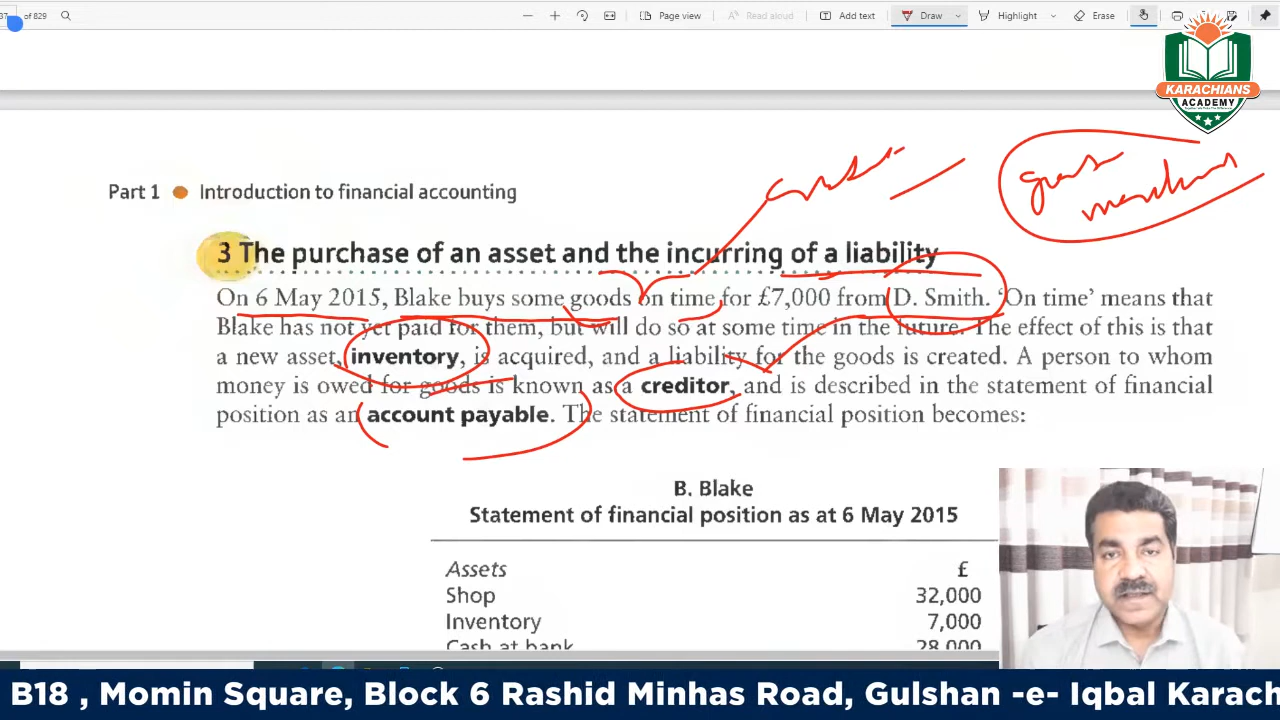 37
of 829
Page view
Read aloud
Add text
Draw
Highlight
Erase
KARACHIANS
ACADEMY
Part 1 ● Introduction to financial accounting
3 The purchase of an asset and the incurring of a liability
On 6 May 2015, Blake buys some goods on time for £7,000 from D. Smith. ‘On time’ means that
Blake has not yet paid for them, but will do so at some time in the future. The effect of this is that
a new asset, inventory, is acquired, and a liability for the goods is created. A person to whom
money is owed for goods is known as a creditor, and is described in the statement of financial
position as an account payable. The statement of financial position becomes:
B. Blake
Statement of financial position as at 6 May 2015
Assets £
Shop 32,000
Inventory 7,000
Cash at bank 28,000
B18 , Momin Square, Block 6 Rashid Minhas Road, Gulshan -e- Iqbal Karach